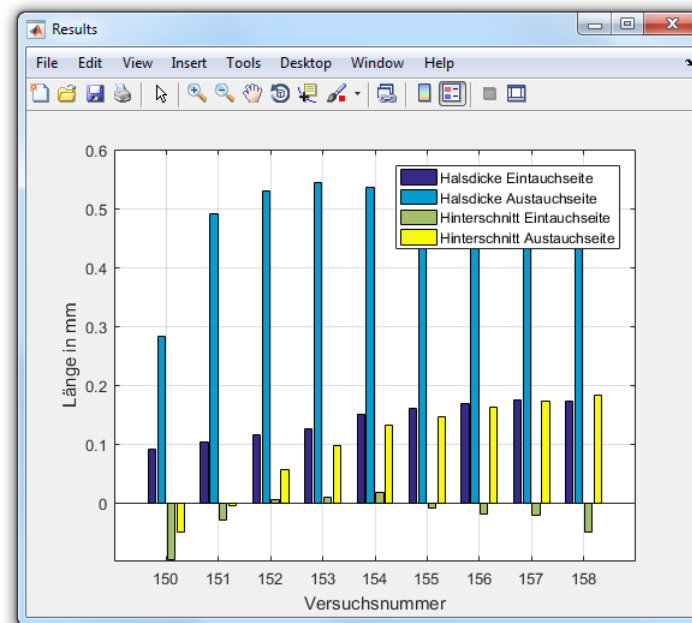 Results
File Edit View Insert Tools Desktop Window Help
0.6
0.5
0.4
0.3
0.2
0.1
0
Länge in mm
Halsdicke Eintauchseite
Halsdicke Austauchseite
Hinterschnitt Eintauchseite
Hinterschnitt Austauchseite
150 151 152 153 154 155 156 157 158
Versuchsnummer